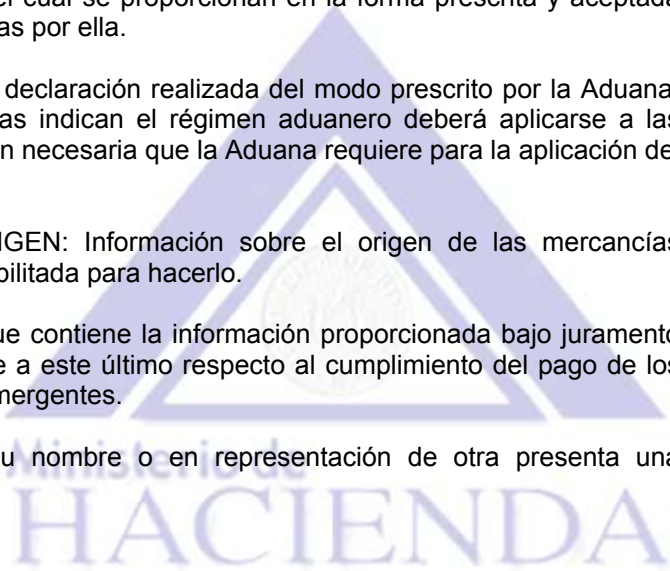 el cual se proporcionan en la forma prescrita y aceptada
as por ella.
declaración realizada del modo prescrito por la Aduana
as indican el régimen aduanero deberá aplicarse a las
n necesaria que la Aduana requiere para la aplicación de
IGEN: Información sobre el origen de las mercancías
bilitada para hacerlo.
ue contiene la información proporcionada bajo juramento
e a este último respecto al cumplimiento del pago de los
mergentes.
u nombre o en representación de otra presenta una
Ministerio de
HACIENDA